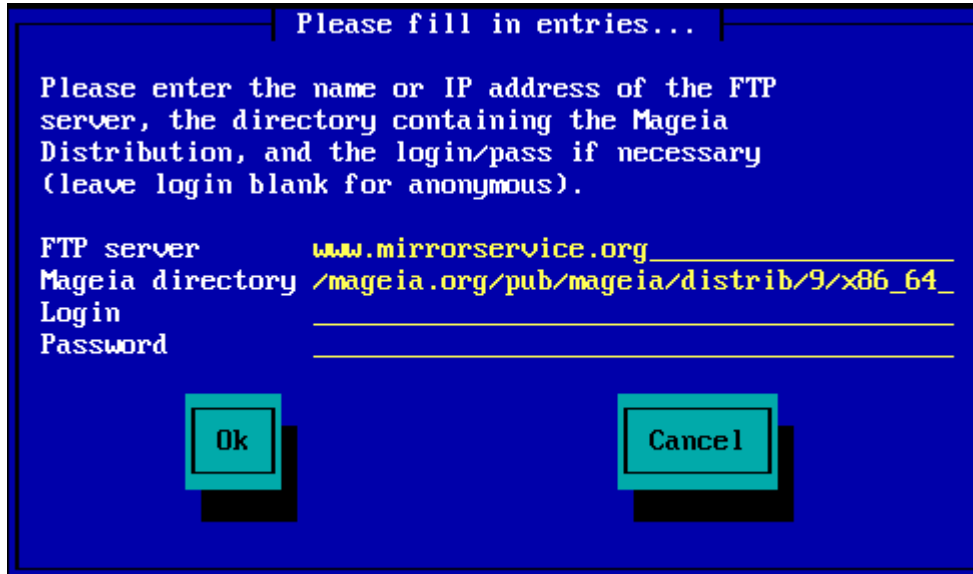 Please fill in entries...
Please enter the name or IP address of the FTP
server, the directory containing the Mageia
Distribution, and the login/pass if necessary
(leave login blank for anonymous).
FTP server www.mirrorservice.org
Mageia directory /mageia.org/pub/mageia/distrib/9/x86_64_
Login
Password
Ok Cancel